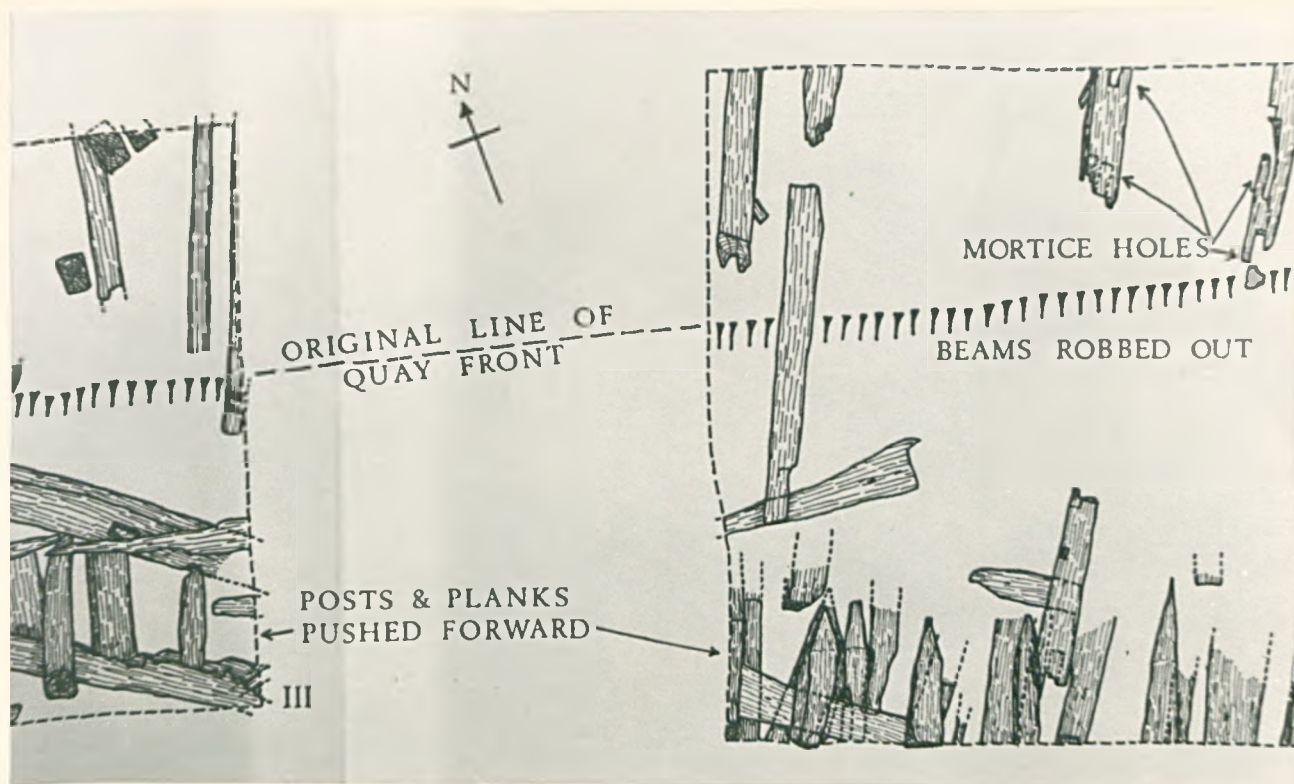 N
MORTICE HOLES
ORIGINAL LINE OF
QUAY FRONT
BEAMS ROBBED OUT
POSTS & PLANKS
PUSHED FORWARD
III